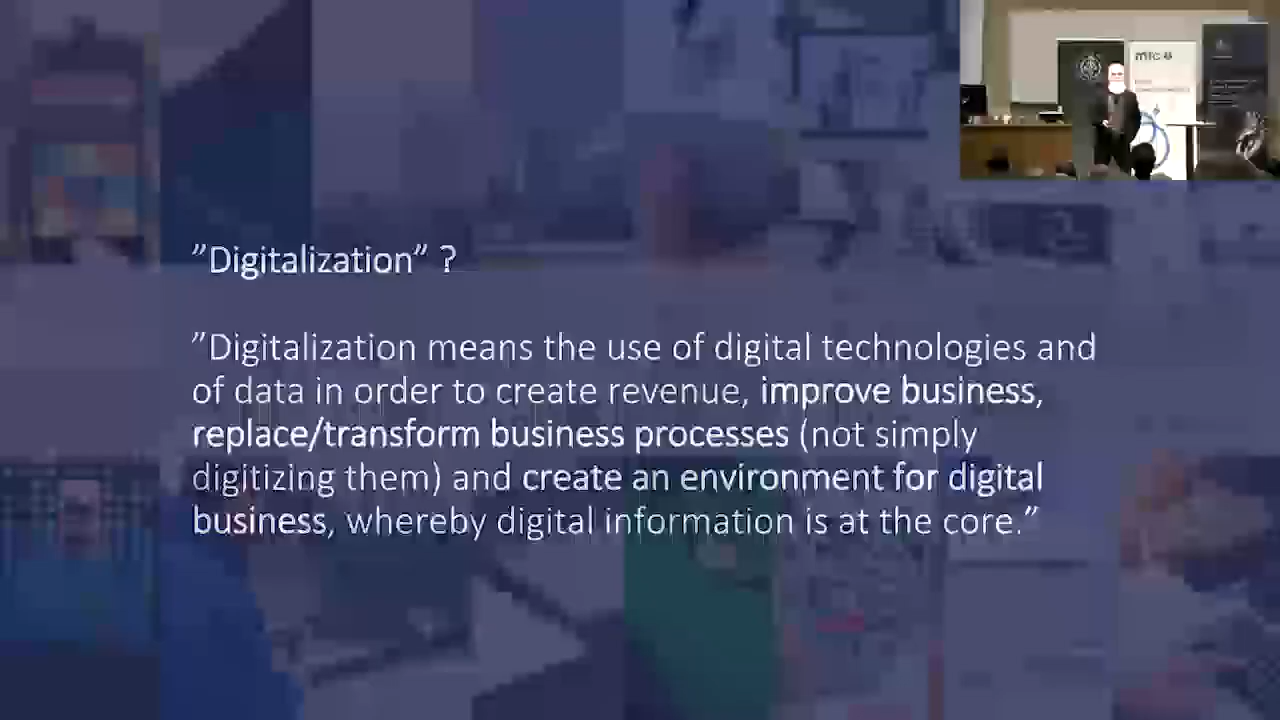 ”Digitalization” ?
”Digitalization means the use of digital technologies and
of data in order to create revenue, improve business,
replace/transform business processes (not simply
digitizing them) and create an environment for digital
business, whereby digital information is at the core.”